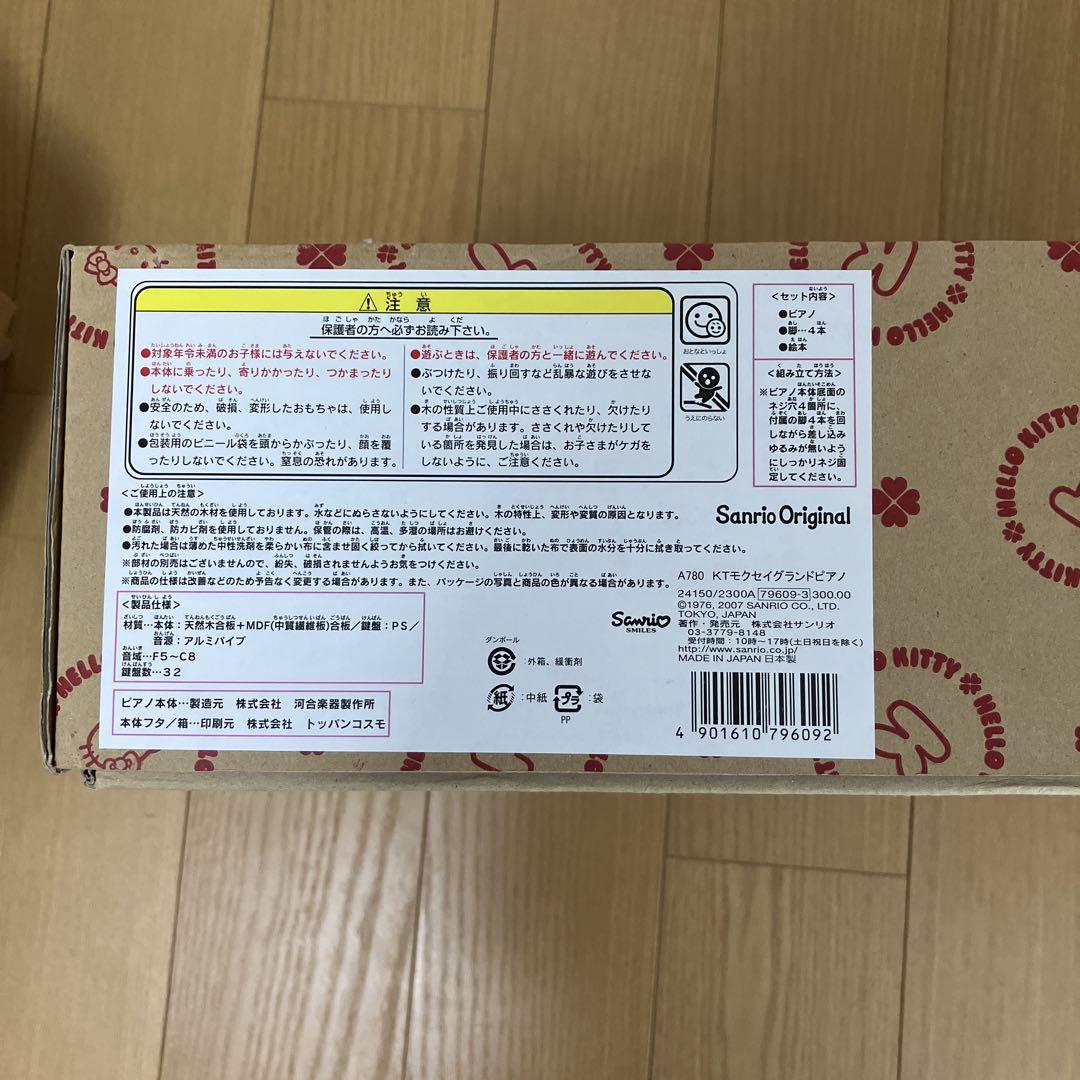 注意
保護者の方へ必ずお読み下さい。
●対象年令未満のお子様には与えないでください。
●本体に乗ったり、寄りかかったり、つかまったり
しないでください。
●安全のため、破損、変形したおもちゃは、使用し
ないでください。
●包装用のビニール袋を頭からかぶったり、顔を覆
ったりしないでください。窒息の恐れがあります。
●遊ぶときは、保護者の方と一緒に遊んでください。
●ぶつけたり、振り回すなど乱暴な遊びをさせな
いでください。
●木の性質上ご使用中にささくれたり、欠けたり
する場合があります。ささくれや欠けたりして
いる箇所を発見した場合は、お子さまがケガを
しないように、ご注意ください。
おとなといっしょ
うえにのらない
<セット内容>
●ピアノ
●脚…4本
●絵本
<組み立て方法>
※ピアノ本体底面の
ネジ穴4箇所に、
付属の脚4本を回
しながら差し込み
ゆるみが無いよう
にしっかりネジ固
定してください。
<ご使用上の注意>
●本製品は天然の木材を使用しております。水などにぬらさないようにしてください。木の特性上、変形や変質の原因となります。
●防腐剤、防カビ剤を使用しておりません。保管の際は、高温、多湿の場所はお避けください。
●汚れた場合は薄めた中性洗剤を柔らかい布に含ませ固く絞ってから拭いてください。最後に乾いた布で表面の水分を十分に拭き取ってください。
※部材の別売はございませんので、紛失、破損されませんようお気をつけください。
※商品の仕様は改善などのため予告なく変更する場合があります。また、パッケージの写真と商品の色が異なる場合があります。
<製品仕様>
材質…本体:天然木合板+MDF(中質繊維板)合板/鍵盤:PS/
音源:アルミパイプ
音域…F5~C8
鍵盤数…32
ピアノ本体…製造元 株式会社 河合楽器製作所
本体フタ/箱…印刷元 株式会社 トッパンコスモ
ダンボール
:外箱、緩衝剤
紙:中紙
プラ:袋
PP
Sanrio
SMILES
Sanrio Original
A780 KTモクセイグランドピアノ
24150/2300A 79609-3 300.00
©1976, 2007 SANRIO CO., LTD.
TOKYO, JAPAN
著作・発売元 株式会社サンリオ
03-3779-8148
受付時間:10時~17時(土日祝日を除く)
http://www.sanrio.co.jp/
MADE IN JAPAN 日本製
4 901610 796092
HELLO KITTY
HELLO KITTY
HELLO KITTY